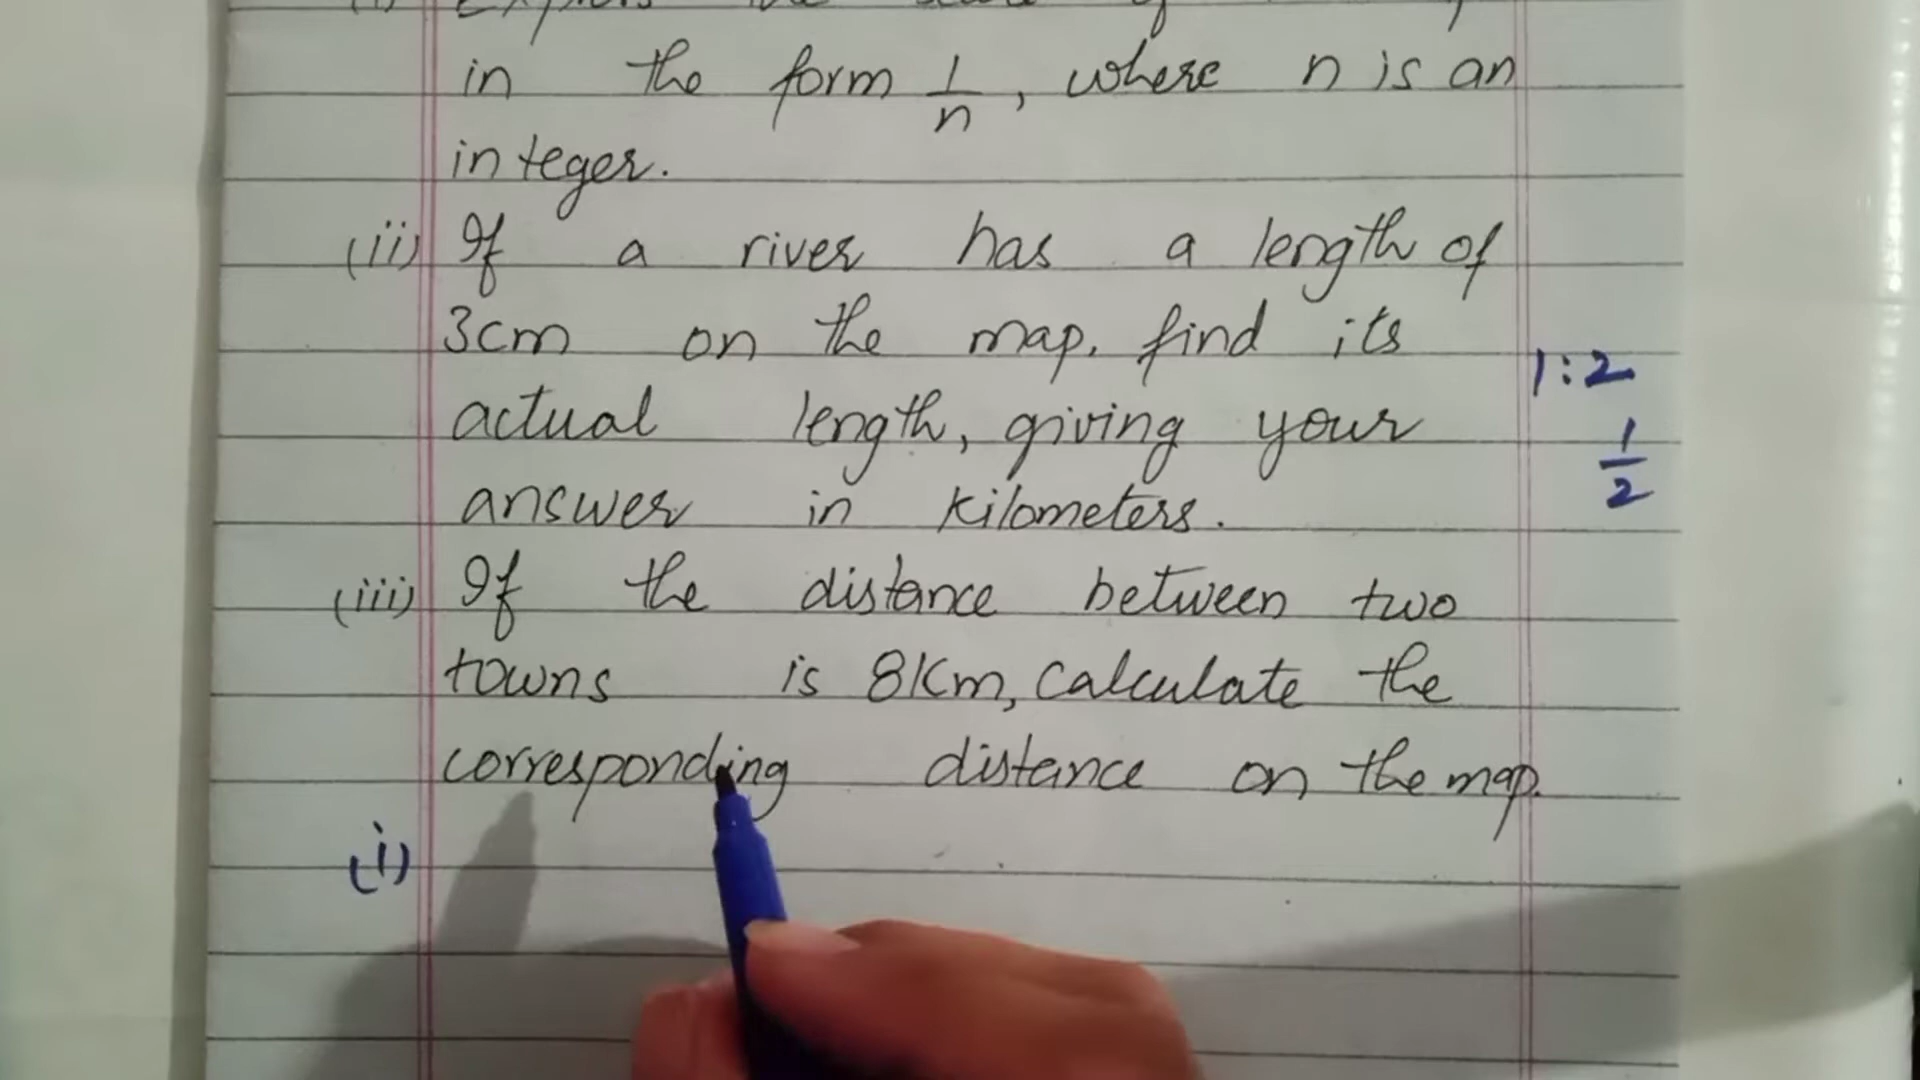 in the form 1/n, where n is an
integer.
(ii) If a river has a length of
3cm on the map. find its
actual length, giving your
answer in kilometers.
(iii) If the distance between two
towns is 8Km, calculate the
corresponding distance on the map.
(i)
1:2
1/2